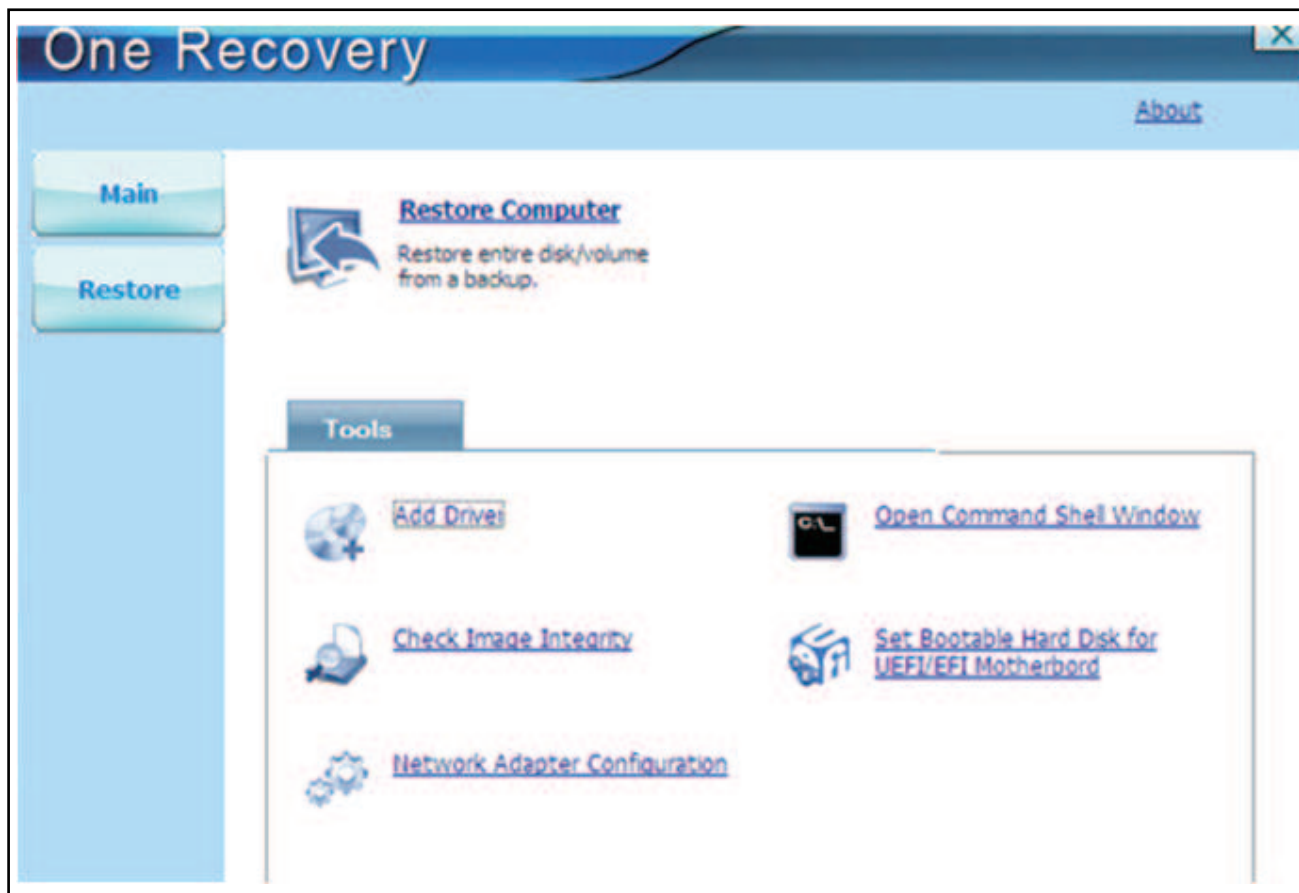 One Recovery
About
Main
Restore
Restore Computer
Restore entire disk/volume
from a backup.
Tools
Add Driver
Open Command Shell Window
C:\_
Check Image Integrity
Set Bootable Hard Disk for
UEFI/EFI Motherbord
Network Adapter Configuration